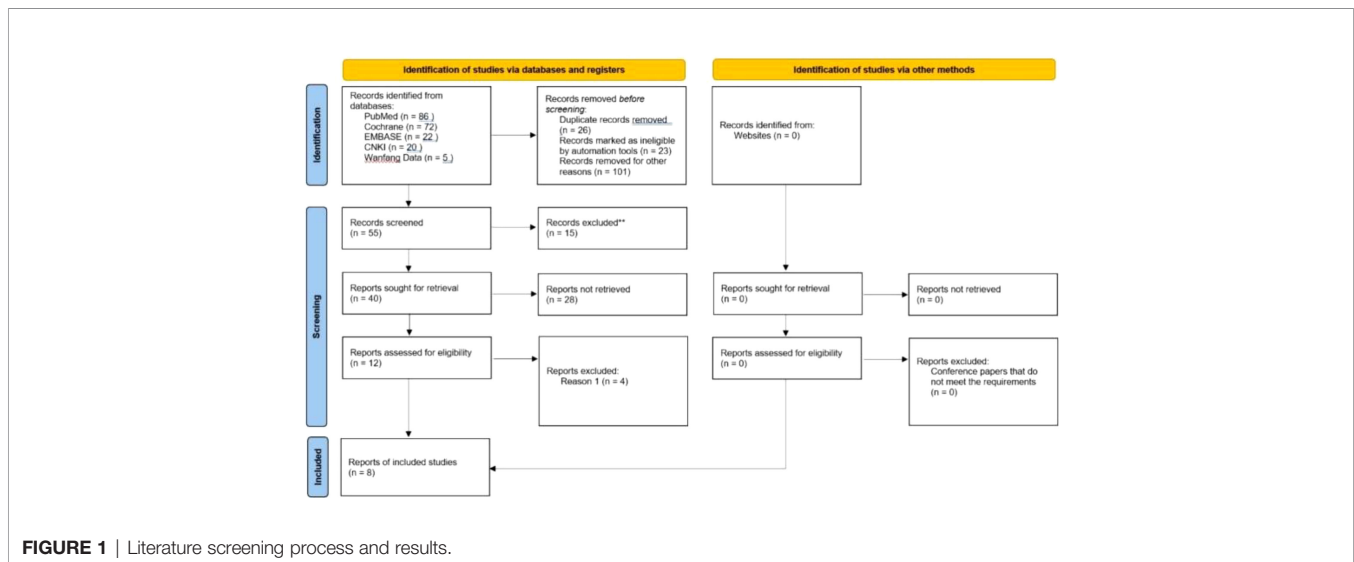 Identification of studies via databases and registers
Identification of studies via other methods
Identification
Records identified from
databases:
PubMed (n = 86 )
Cochrane (n = 72)
EMBASE (n = 22 )
CNKI (n = 20 )
Wanfang Data (n = 5 )
Records removed before
screening:
Duplicate records removed
(n = 26)
Records marked as ineligible
by automation tools (n = 23)
Records removed for other
reasons (n = 101)
Records identified from:
Websites (n = 0)
Screening
Records screened
(n = 55)
Records excluded**
(n = 15)
Reports sought for retrieval
(n = 40)
Reports not retrieved
(n = 28)
Reports sought for retrieval
(n = 0)
Reports not retrieved
(n = 0)
Reports assessed for eligibility
(n = 12)
Reports excluded:
Reason 1 (n = 4)
Reports assessed for eligibility
(n = 0)
Reports excluded:
Conference papers that do
not meet the requirements
(n = 0)
Included
Reports of included studies
(n = 8)
FIGURE 1 | Literature screening process and results.